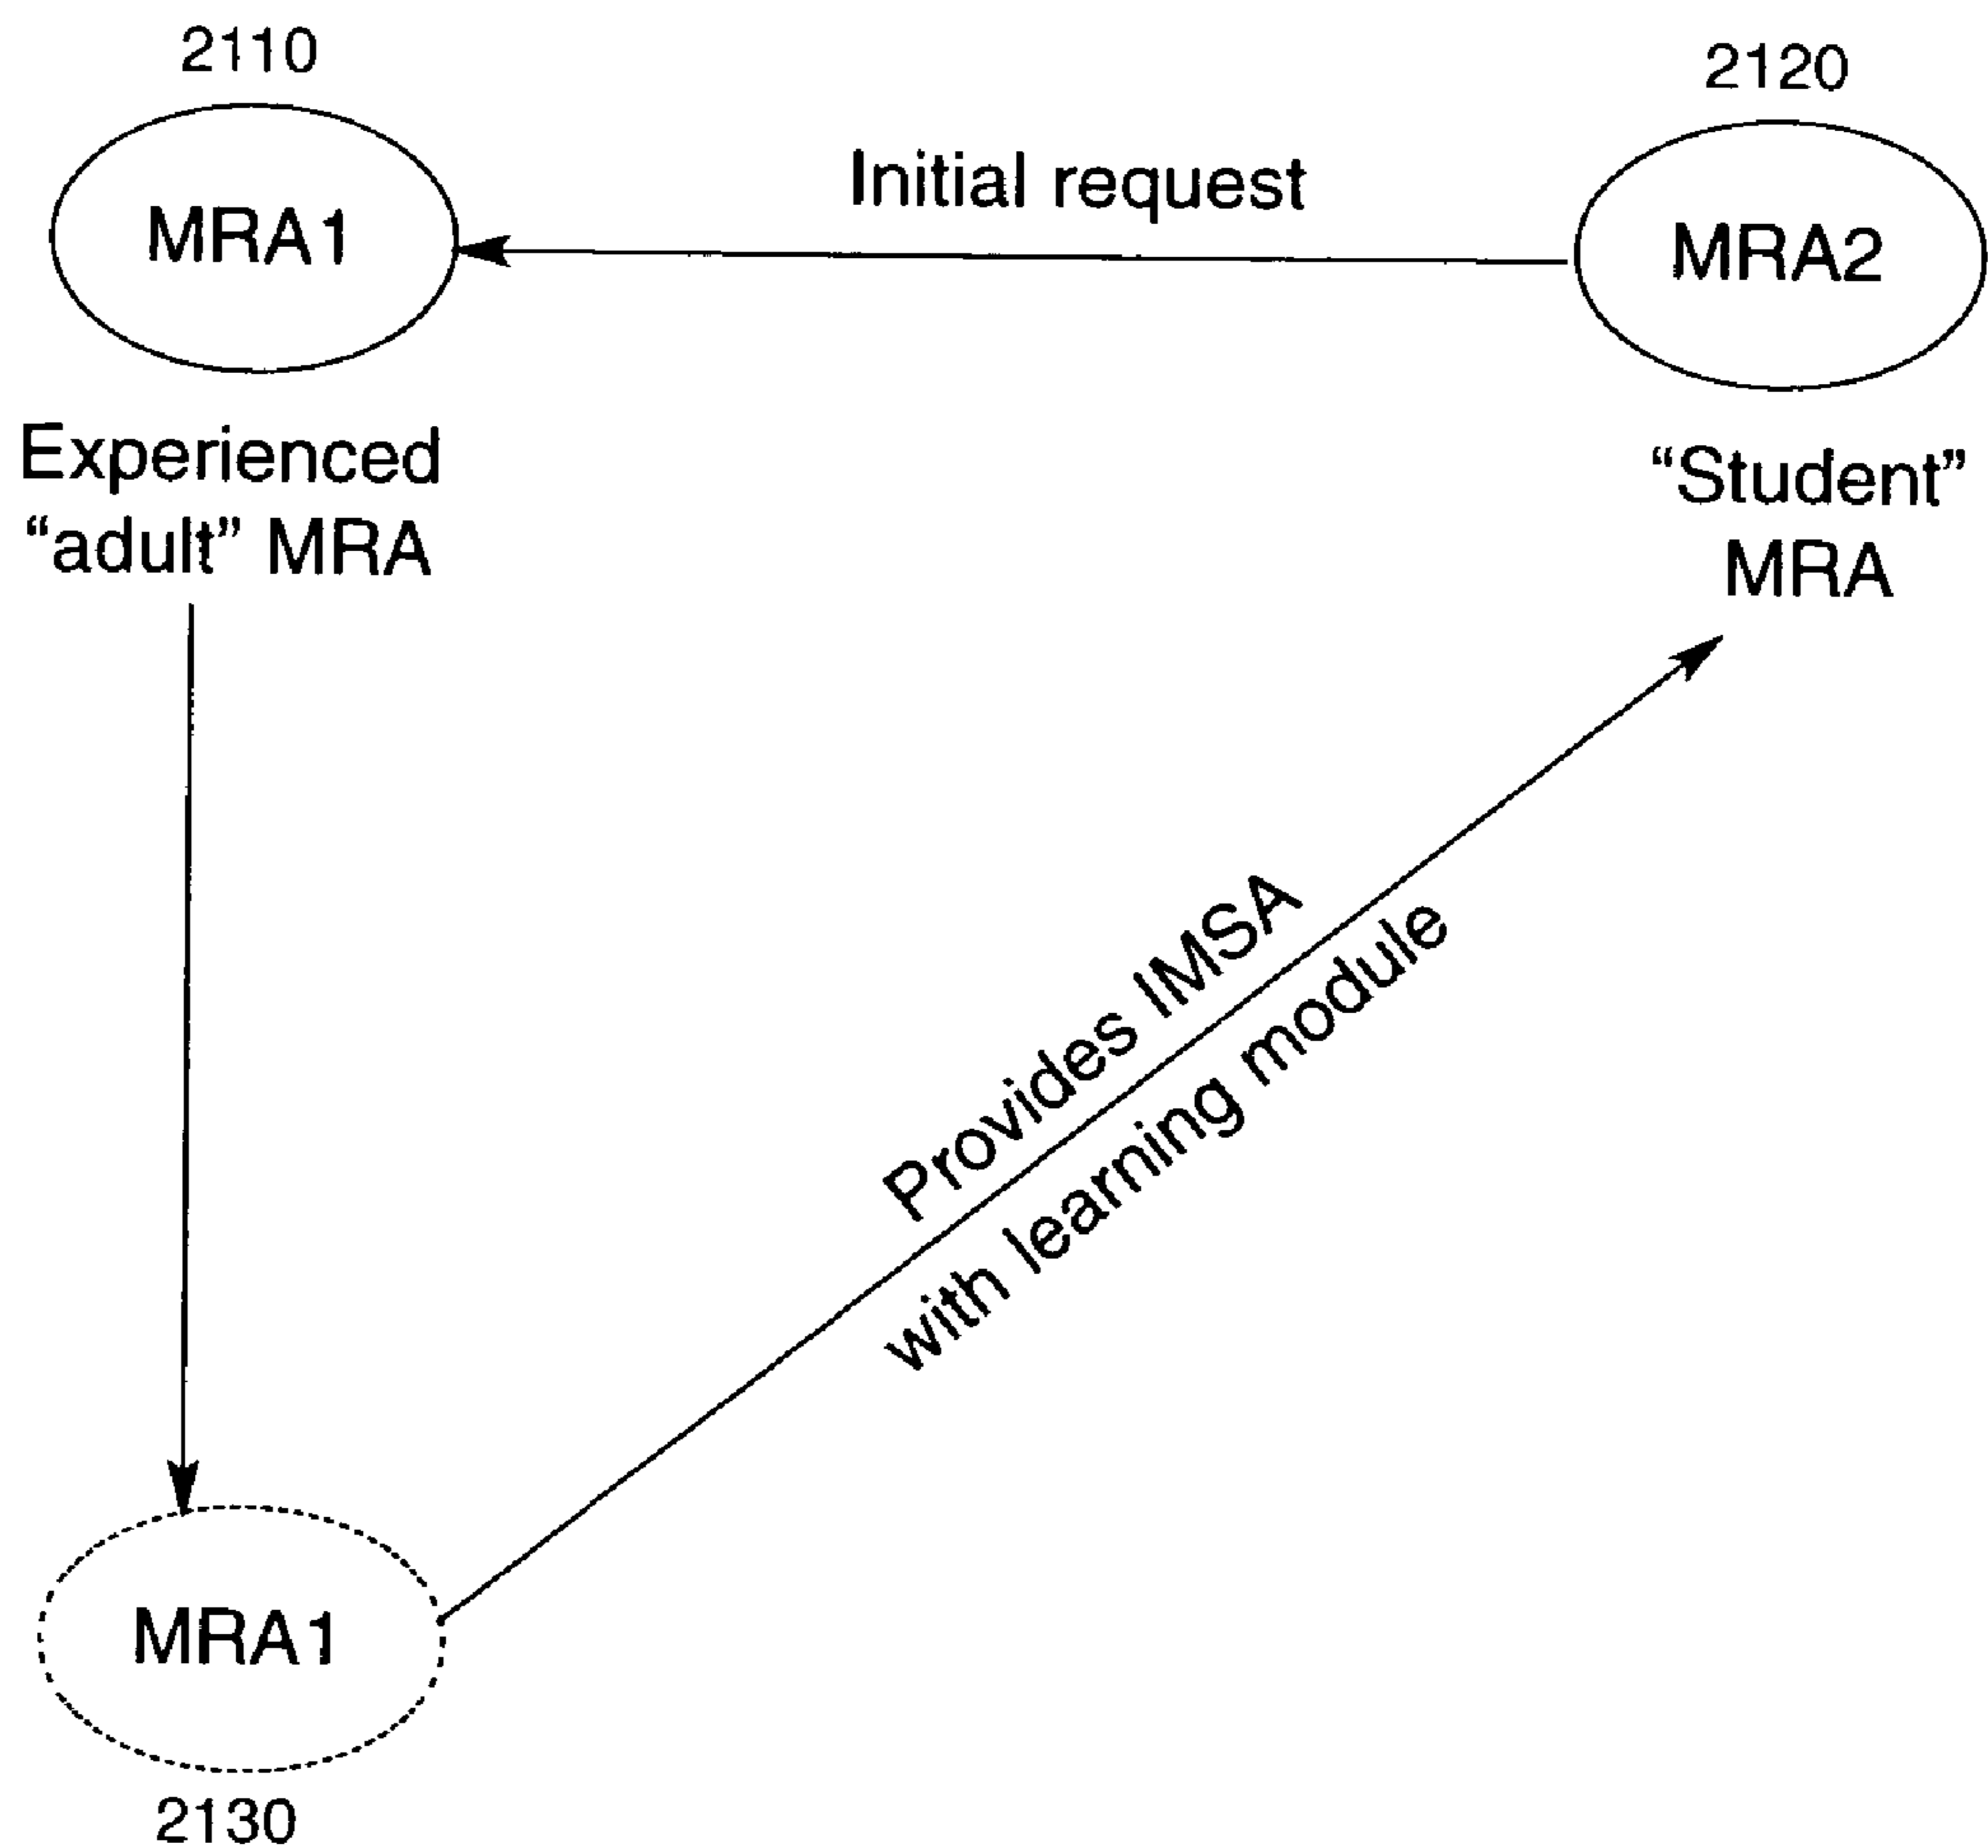 2110
2120
MRA1
Initial request
MRA2
Experienced
“adult” MRA
“Student”
MRA
Provides IMSA
with learning module
MRA1
2130